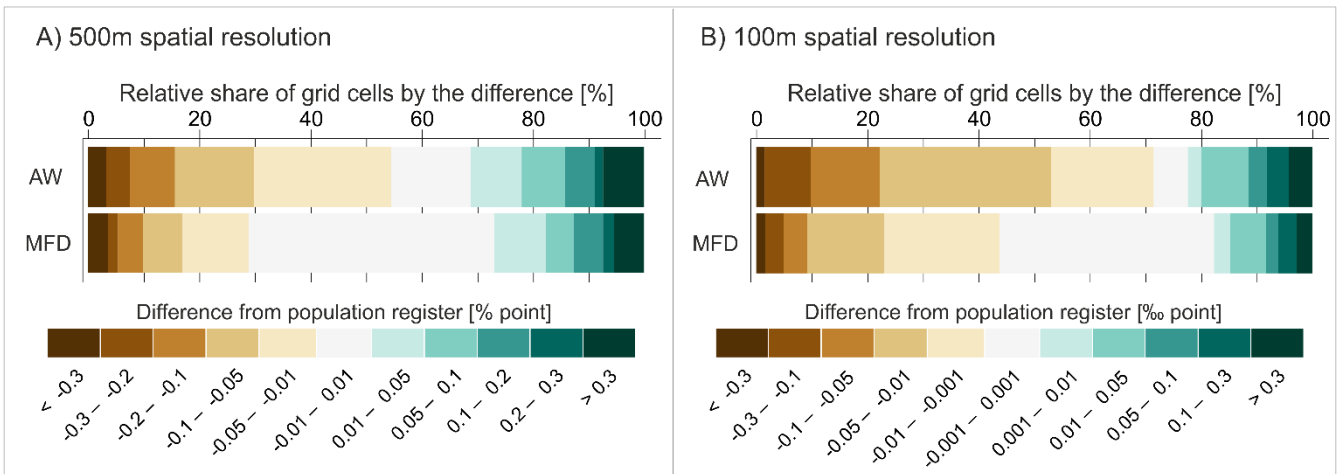 A) 500m spatial resolution
Relative share of grid cells by the difference [%]
0 20 40 60 80 100
AW
MFD
Difference from population register [% point]
< -0.3
-0.3 – -0.2
-0.2 – -0.1
-0.1 – -0.05
-0.05 – -0.01
-0.01 – 0.01
0.01 – 0.05
0.05 – 0.1
0.1 – 0.2
0.2 – 0.3
> 0.3
B) 100m spatial resolution
Relative share of grid cells by the difference [%]
0 20 40 60 80 100
AW
MFD
Difference from population register [‰ point]
< -0.3
-0.3 – -0.1
-0.1 – -0.05
-0.05 – -0.01
-0.01 – -0.001
-0.001 – 0.001
0.001 – 0.01
0.01 – 0.05
0.05 – 0.1
0.1 – 0.3
> 0.3